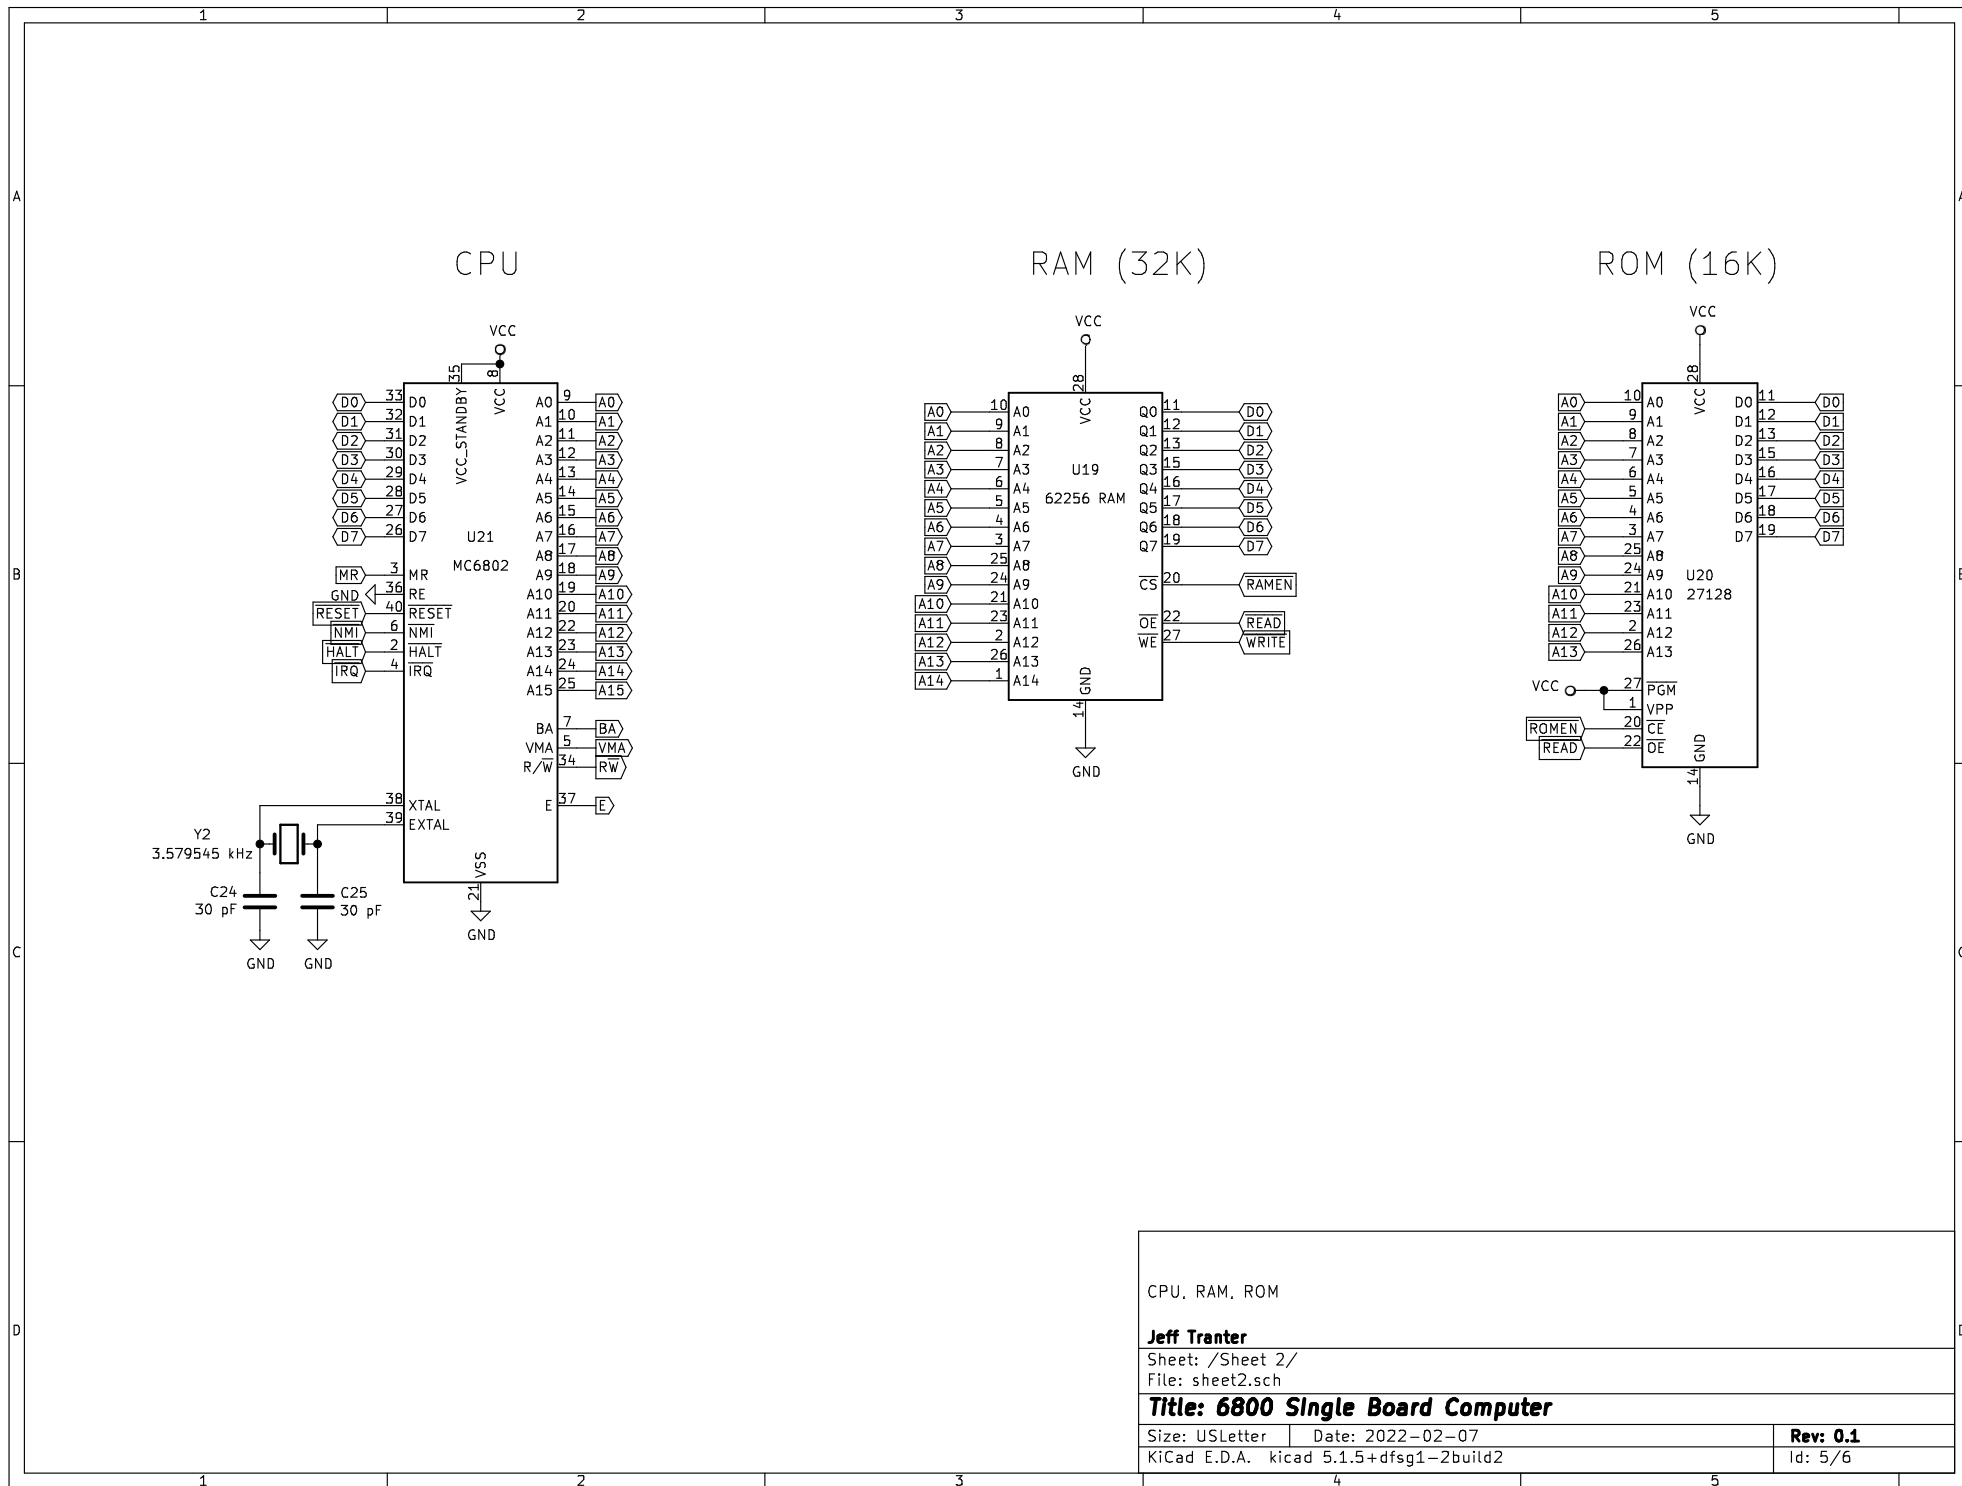 1 2 3 4 5
A A
B B
C C
D D
CPU
RAM (32K)
ROM (16K)
VCC
35 8
VCC_STANDBY VCC
U21
MC6802
D0 33 D0
D1 32 D1
D2 31 D2
D3 30 D3
D4 29 D4
D5 28 D5
D6 27 D6
D7 26 D7
MR 3 MR
GND 36 RE
RESET 40 RESET
NMI 6 NMI
HALT 2 HALT
IRQ 4 IRQ
38 XTAL
39 EXTAL
A0 9 A0
A1 10 A1
A2 11 A2
A3 12 A3
A4 13 A4
A5 14 A5
A6 15 A6
A7 16 A7
A8 17 A8
A9 18 A9
A10 19 A10
A11 20 A11
A12 22 A12
A13 23 A13
A14 24 A14
A15 25 A15
BA 7 BA
VMA 5 VMA
R/W 34 RW
E 37 E
VSS
21
GND
Y2
3.579545 kHz
C24
30 pF
C25
30 pF
GND GND
VCC
28
VCC
U19
62256 RAM
A0 10 A0
A1 9 A1
A2 8 A2
A3 7 A3
A4 6 A4
A5 5 A5
A6 4 A6
A7 3 A7
A8 25 A8
A9 24 A9
A10 21 A10
A11 23 A11
A12 2 A12
A13 26 A13
A14 1 A14
Q0 11 D0
Q1 12 D1
Q2 13 D2
Q3 15 D3
Q4 16 D4
Q5 17 D5
Q6 18 D6
Q7 19 D7
CS 20 RAMEN
OE 22 READ
WE 27 WRITE
GND
14
GND
VCC
28
VCC
U20
27128
A0 10 A0
A1 9 A1
A2 8 A2
A3 7 A3
A4 6 A4
A5 5 A5
A6 4 A6
A7 3 A7
A8 25 A8
A9 24 A9
A10 21 A10
A11 23 A11
A12 2 A12
A13 26 A13
VCC 27 PGM
1 VPP
ROMEN 20 CE
READ 22 OE
D0 11 D0
D1 12 D1
D2 13 D2
D3 15 D3
D4 16 D4
D5 17 D5
D6 18 D6
D7 19 D7
GND
14
GND
CPU, RAM, ROM
Jeff Tranter
Sheet: /Sheet 2/
File: sheet2.sch
Title: 6800 Single Board Computer
Size: USLetter Date: 2022-02-07 Rev: 0.1
KiCad E.D.A. kicad 5.1.5+dfsg1-2build2 Id: 5/6
1 2 3 4 5